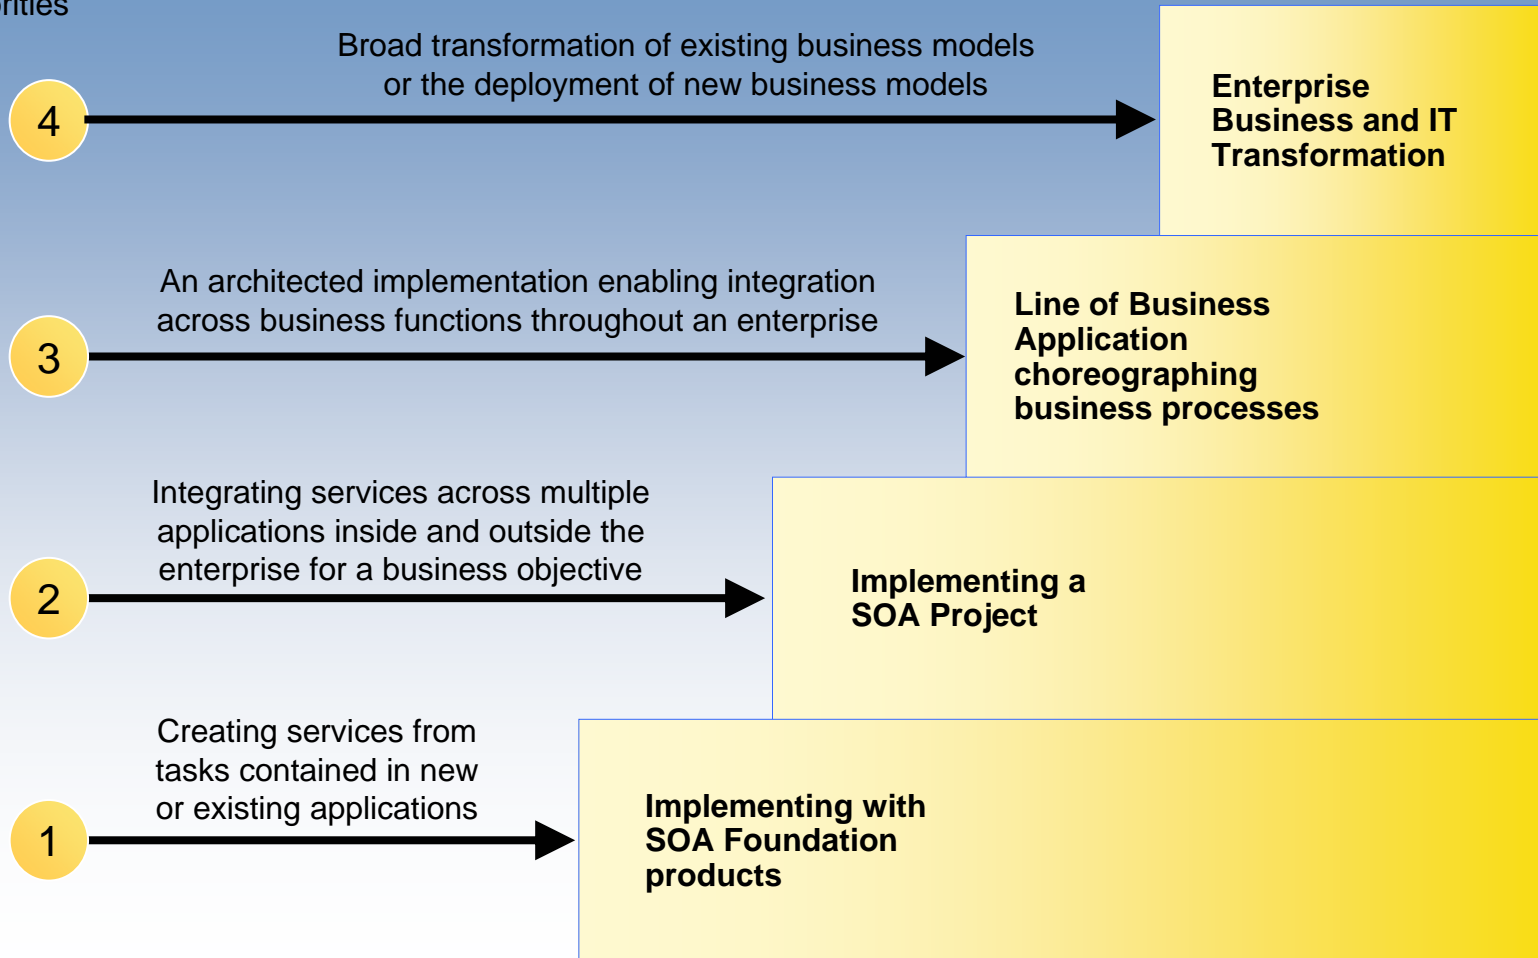 Broad transformation of existing business models
or the deployment of new business models
4
Enterprise
Business and IT
Transformation
An architected implementation enabling integration
across business functions throughout an enterprise
3
Line of Business
Application
choreographing
business processes
Integrating services across multiple
applications inside and outside the
enterprise for a business objective
2
Implementing a
SOA Project
Creating services from
tasks contained in new
or existing applications
1
Implementing with
SOA Foundation
products